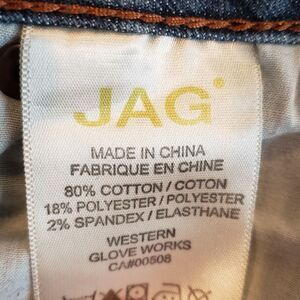 JAG®
MADE IN CHINA
FABRIQUE EN CHINE
80% COTTON / COTON
18% POLYESTER / POLYESTER
2% SPANDEX / ELASTHANE
WESTERN
GLOVE WORKS
CA#00508